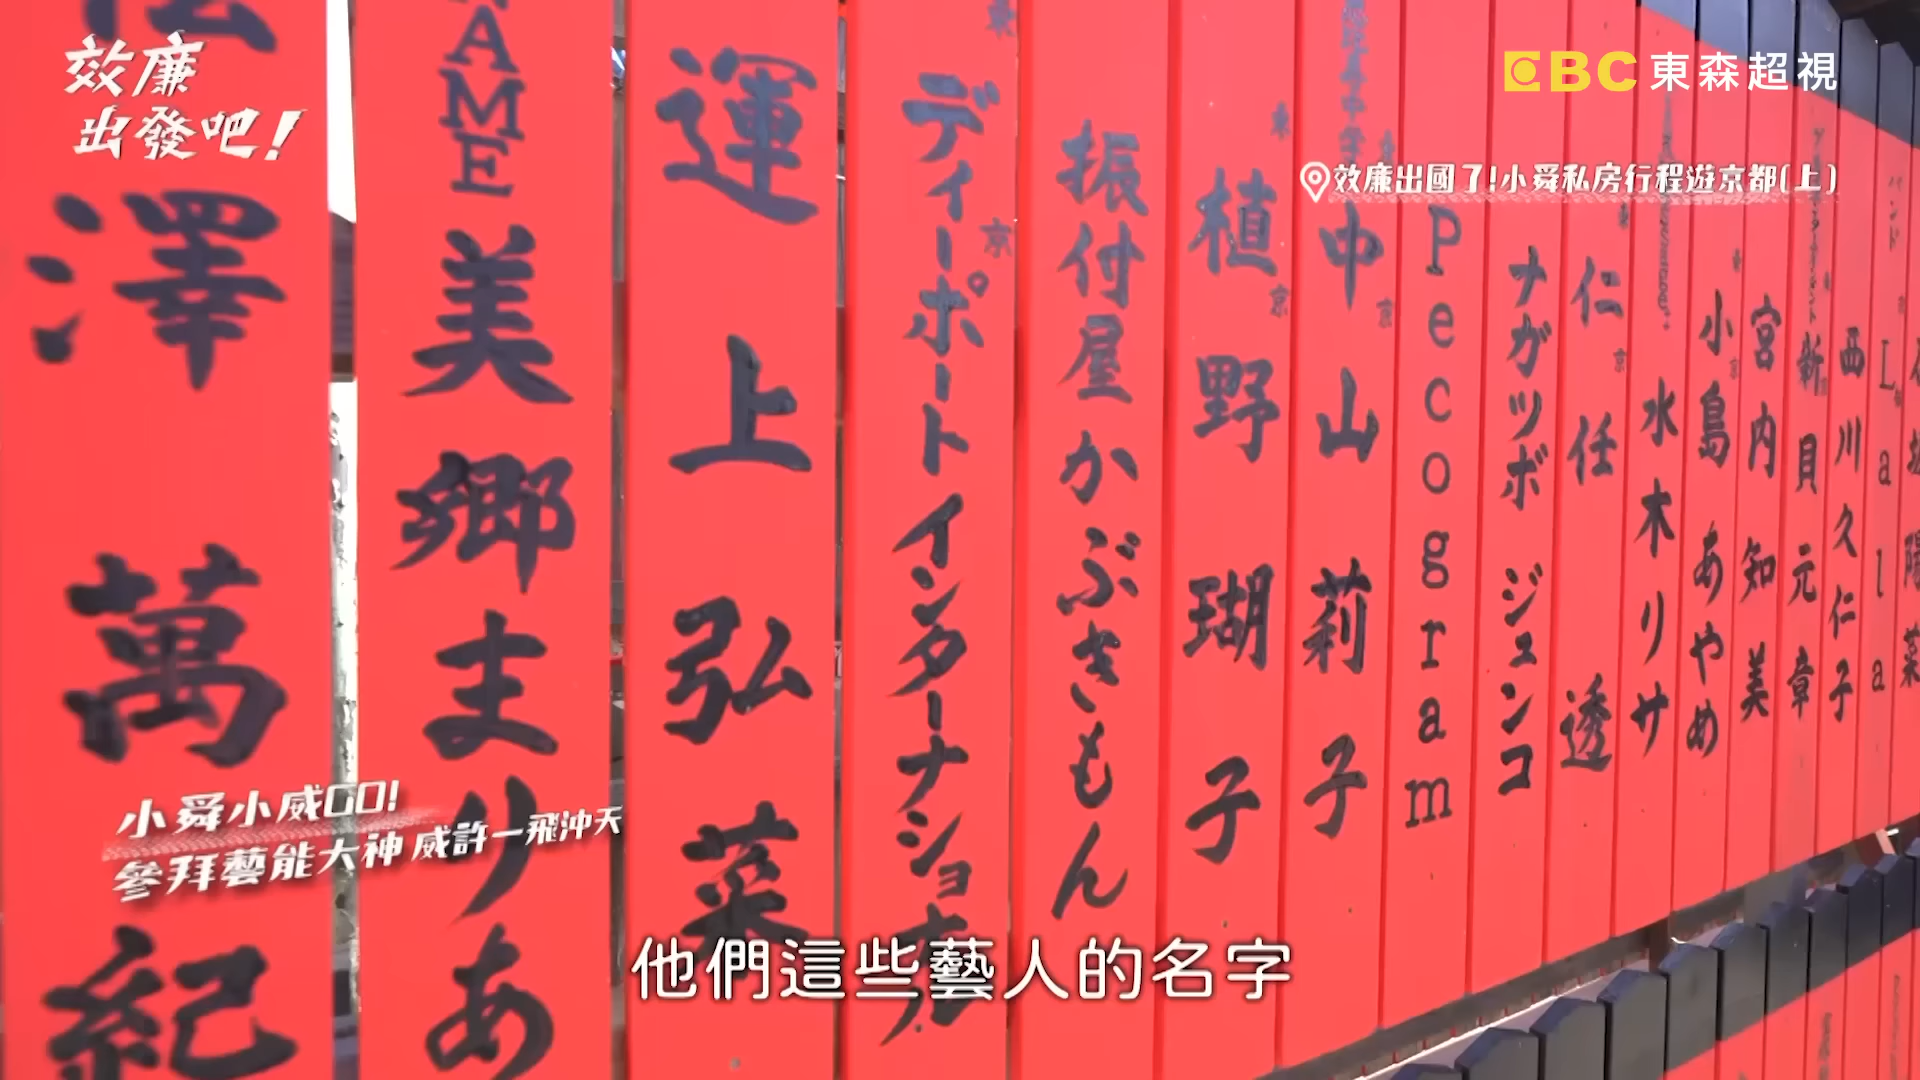 效廉
出發吧!
EBC 東森超視
效廉出國了!小舜私房行程遊京都(上)
澤萬紀
AME
美郷まりあ
運上弘菜
ディーポートインターナショナル
振付屋かぶきもん
東京
植野瑚子
中山莉子
Pecogram
ナガツボ ジュンコ
仁任透
水木リサ
小島あやめ
宮内知美
新貝元章
西川久仁子
Lala
小舜小威GO!
參拜藝能大神 威許一飛沖天
他們這些藝人的名字